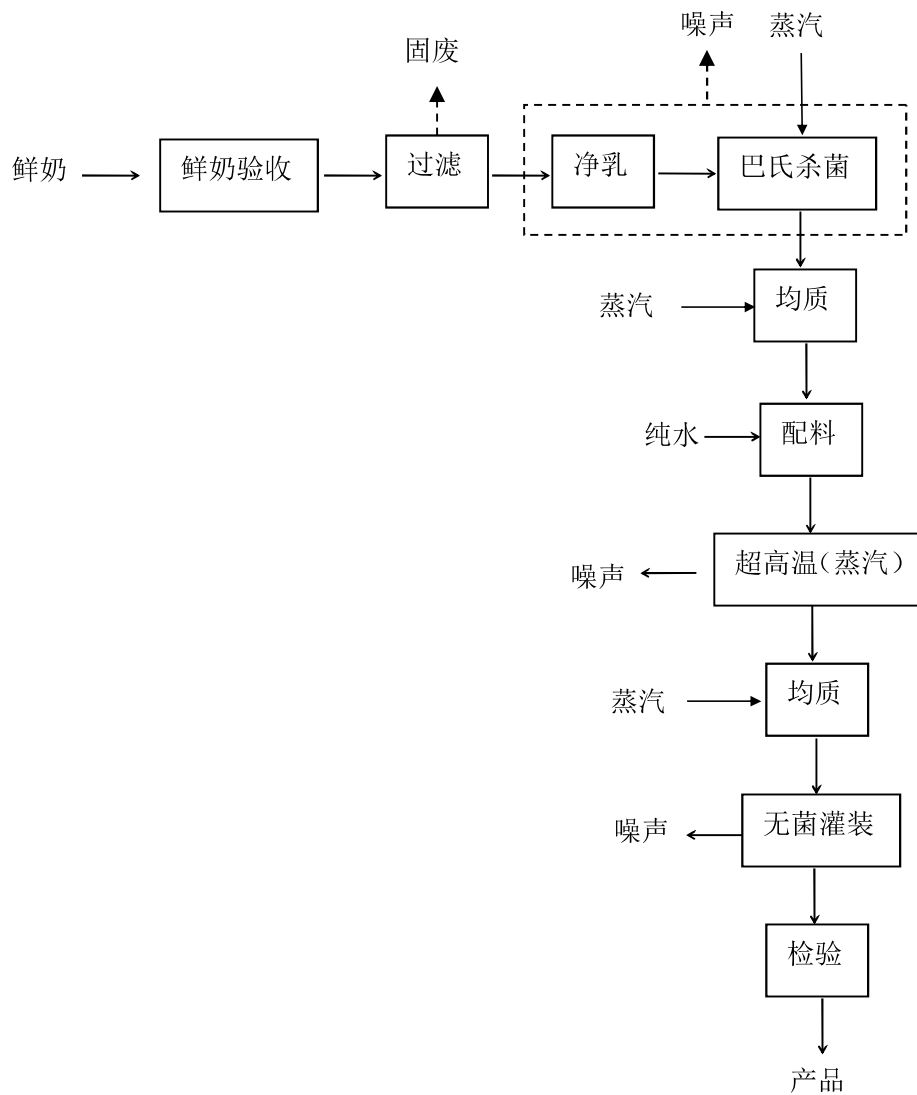 噪声
蒸汽
固废
鲜奶
鲜奶验收
过滤
净乳
巴氏杀菌
蒸汽
均质
纯水
配料
噪声
超高温（蒸汽）
蒸汽
均质
噪声
无菌灌装
检验
产品